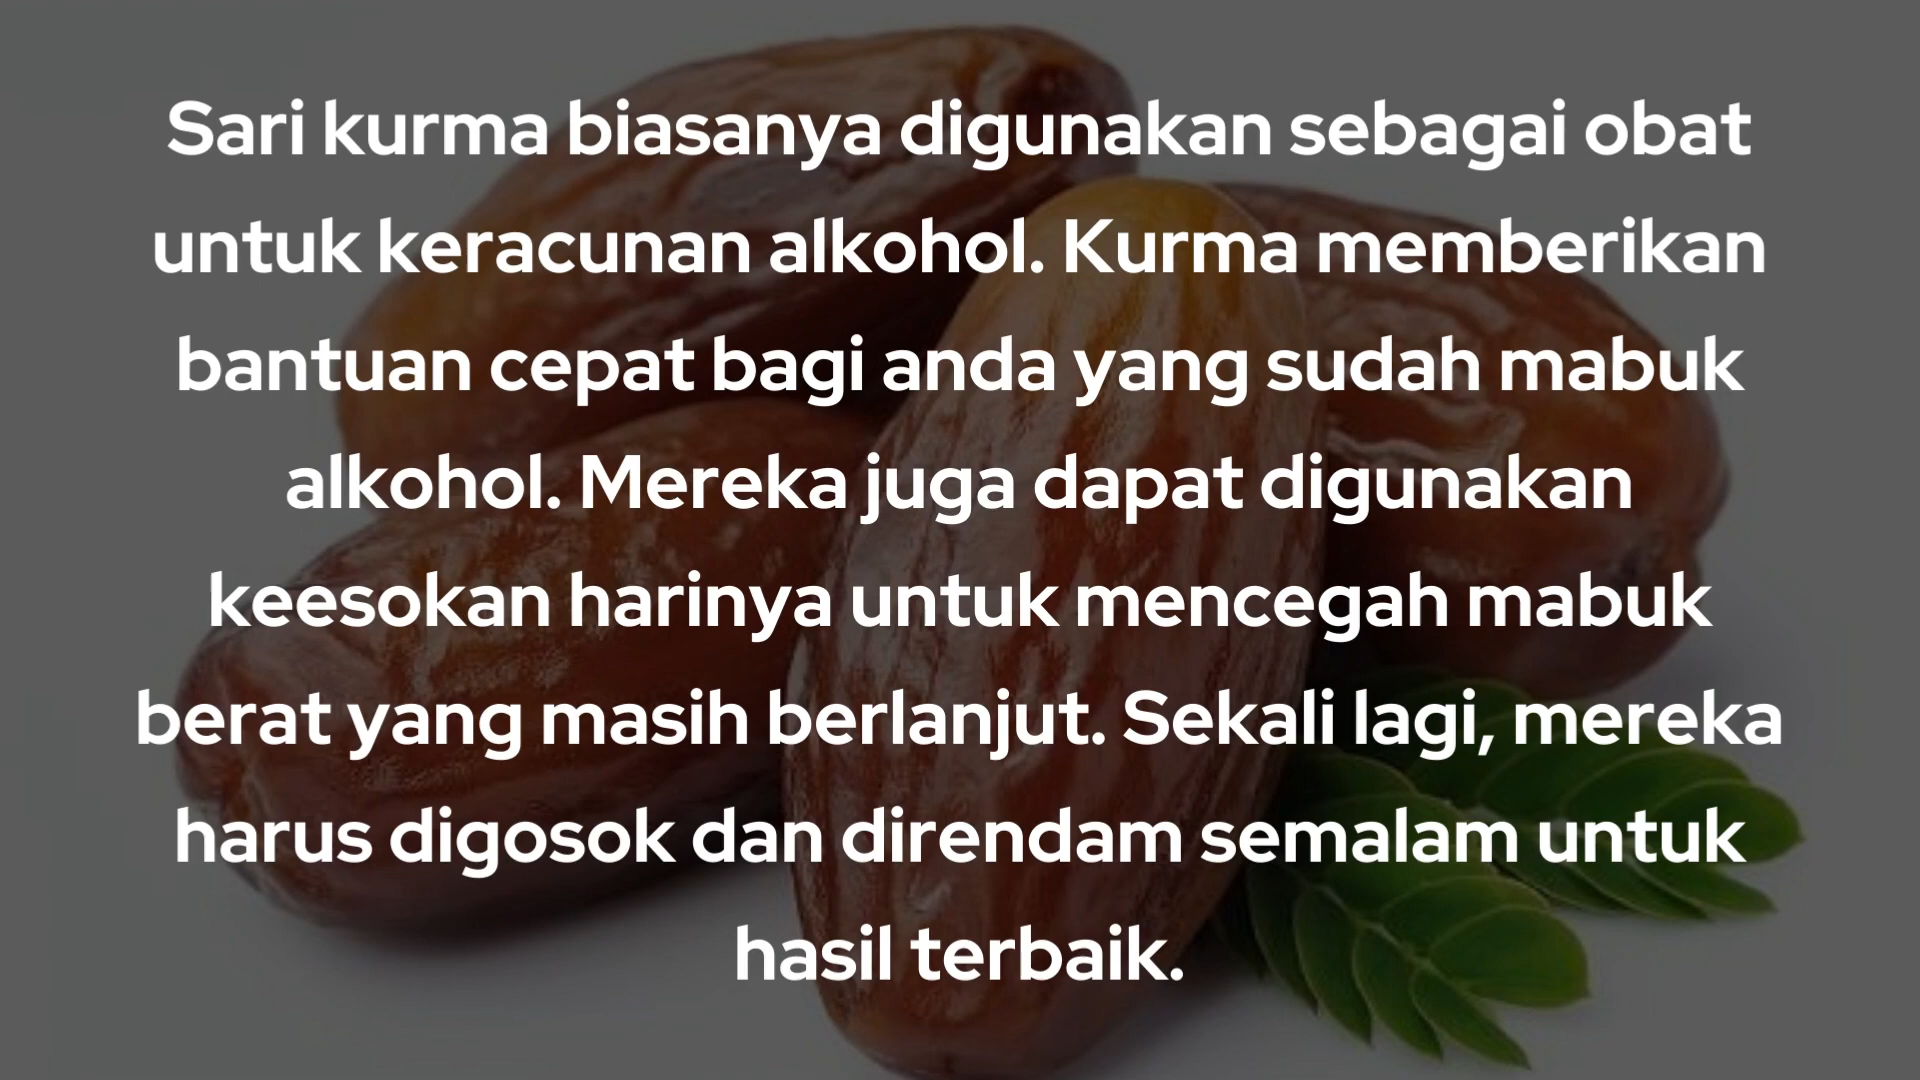 Sari kurma biasanya digunakan sebagai obat
untuk keracunan alkohol. Kurma memberikan
bantuan cepat bagi anda yang sudah mabuk
alkohol. Mereka juga dapat digunakan
keesokan harinya untuk mencegah mabuk
berat yang masih berlanjut. Sekali lagi, mereka
harus digosok dan direndam semalam untuk
hasil terbaik.